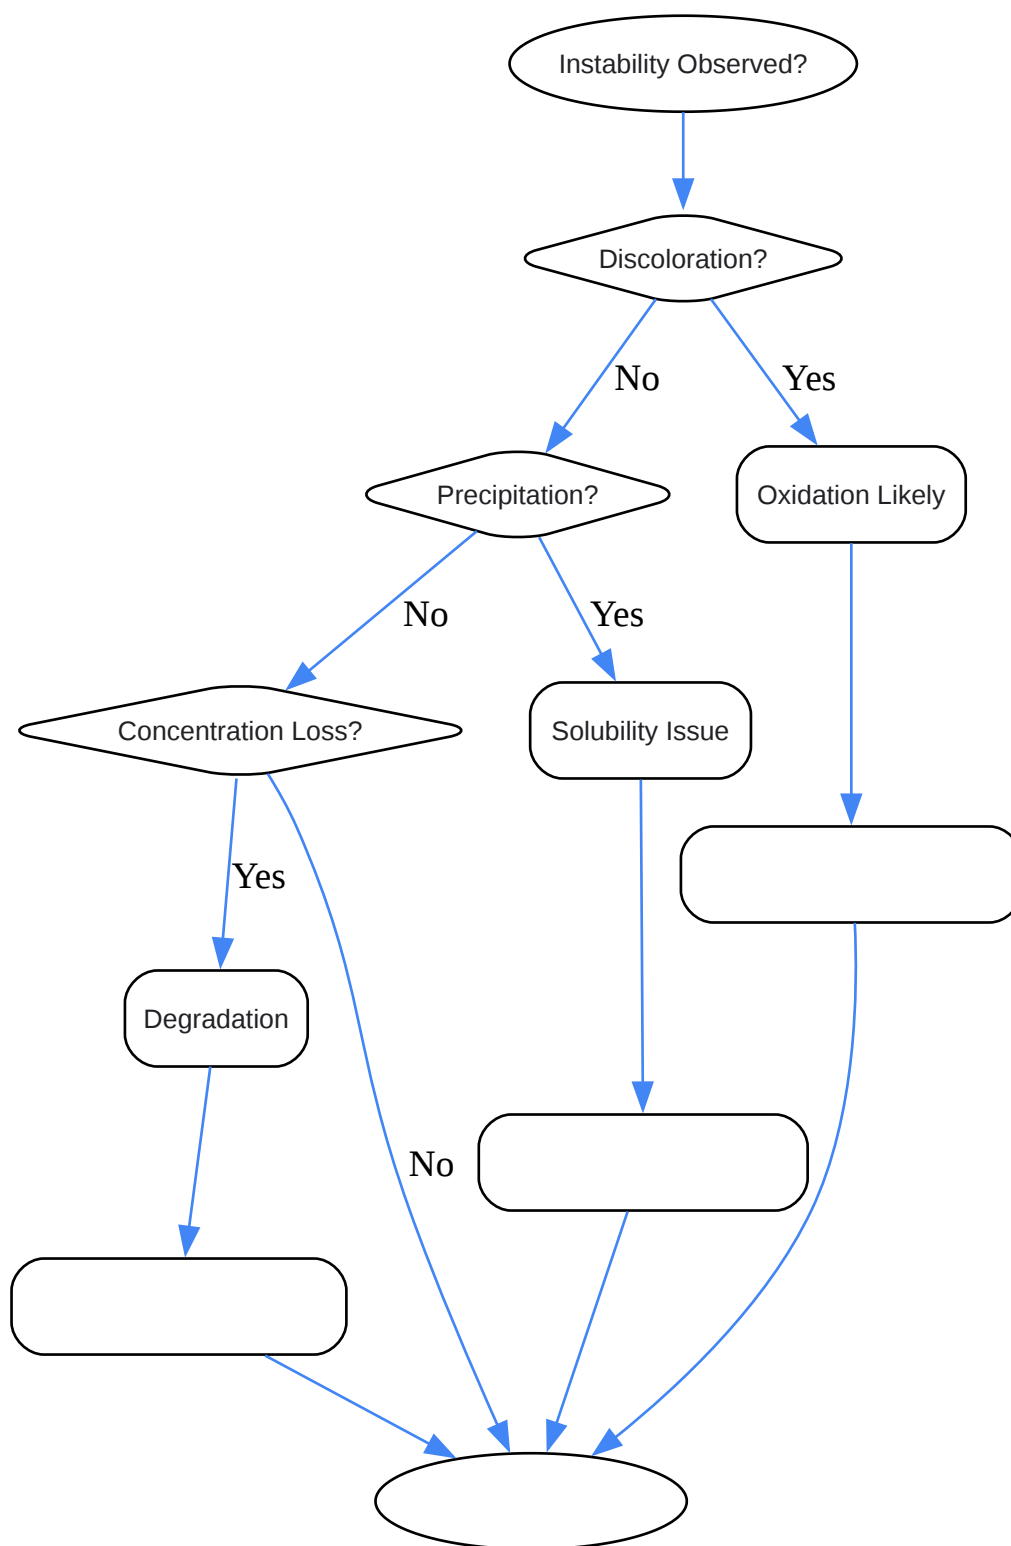 Instability Observed?
Discoloration?
No
Yes
Precipitation?
Oxidation Likely
No
Yes
Concentration Loss?
Solubility Issue
Yes
Degradation
No